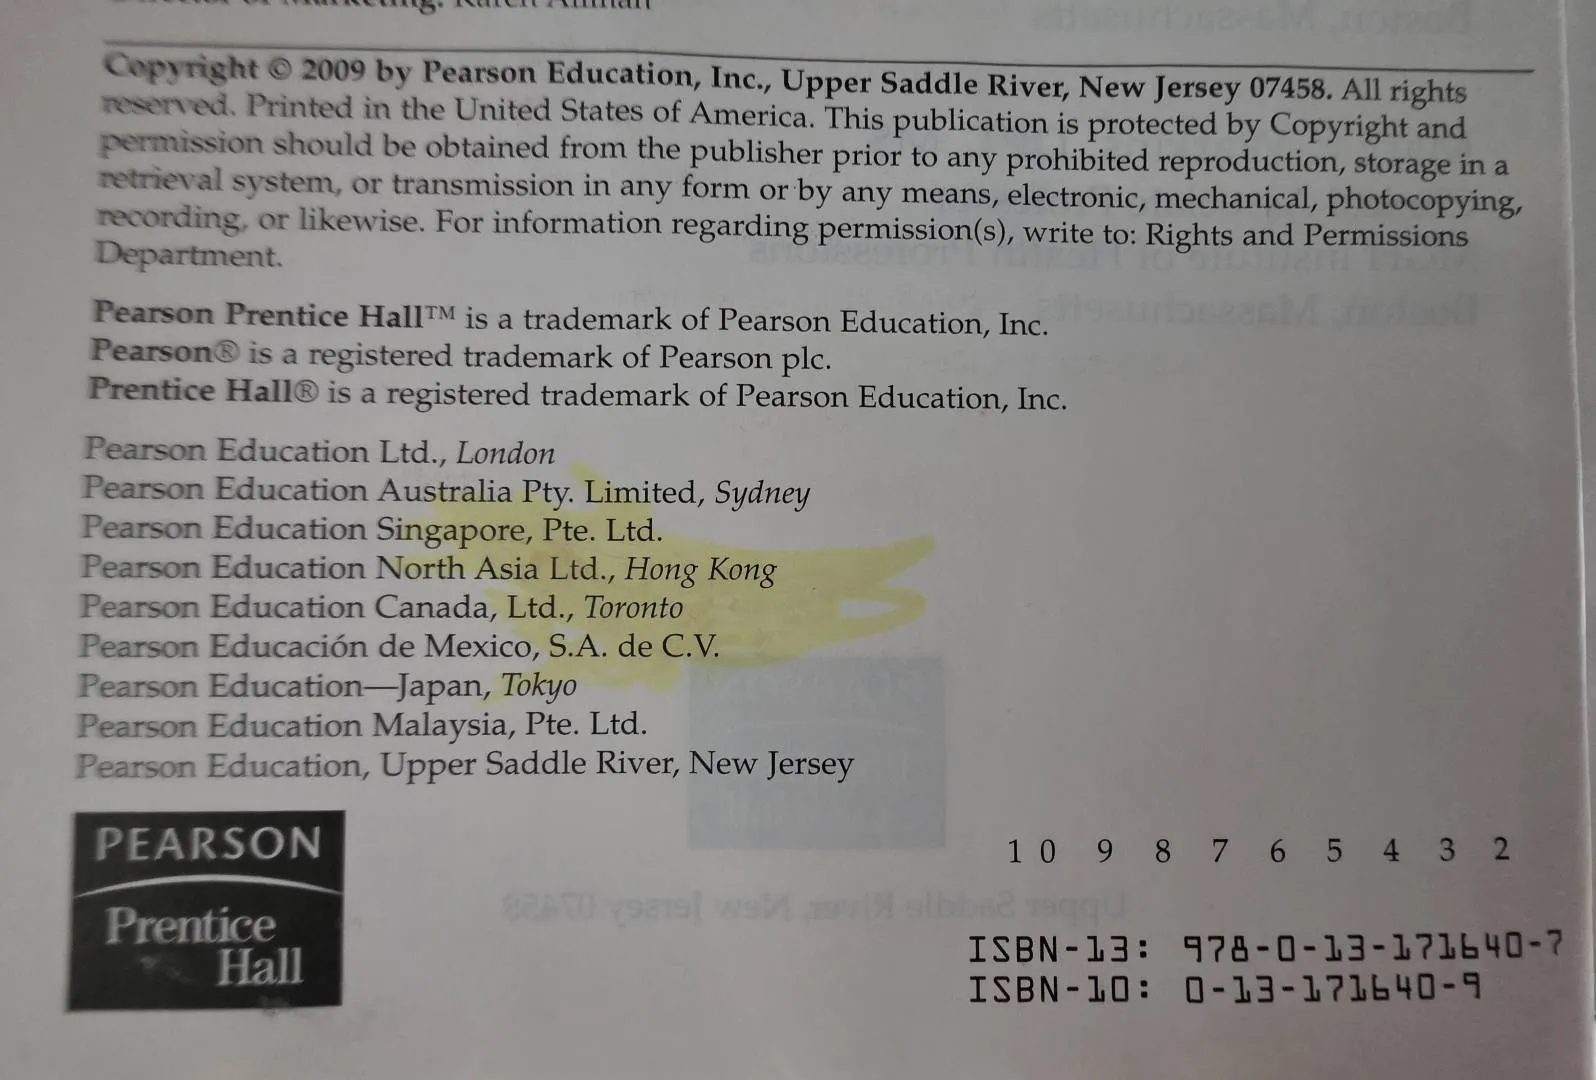 Director of Marketing: Karen
Copyright © 2009 by Pearson Education, Inc., Upper Saddle River, New Jersey 07458. All rights
reserved. Printed in the United States of America. This publication is protected by Copyright and
permission should be obtained from the publisher prior to any prohibited reproduction, storage in a
retrieval system, or transmission in any form or by any means, electronic, mechanical, photocopying,
recording, or likewise. For information regarding permission(s), write to: Rights and Permissions
Department.
Pearson Prentice Hall™ is a trademark of Pearson Education, Inc.
Pearson® is a registered trademark of Pearson plc.
Prentice Hall® is a registered trademark of Pearson Education, Inc.
Pearson Education Ltd., London
Pearson Education Australia Pty. Limited, Sydney
Pearson Education Singapore, Pte. Ltd.
Pearson Education North Asia Ltd., Hong Kong
Pearson Education Canada, Ltd., Toronto
Pearson Educación de Mexico, S.A. de C.V.
Pearson Education—Japan, Tokyo
Pearson Education Malaysia, Pte. Ltd.
Pearson Education, Upper Saddle River, New Jersey
PEARSON
Prentice
Hall
10 9 8 7 6 5 4 3 2
ISBN-13: 978-0-13-171640-7
ISBN-10: 0-13-171640-9